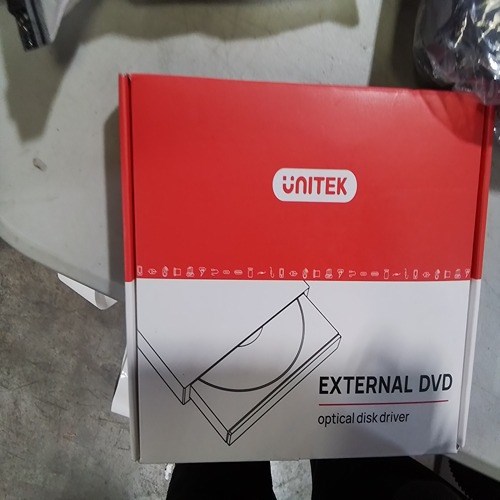 UNITEK
EXTERNAL DVD
optical disk driver